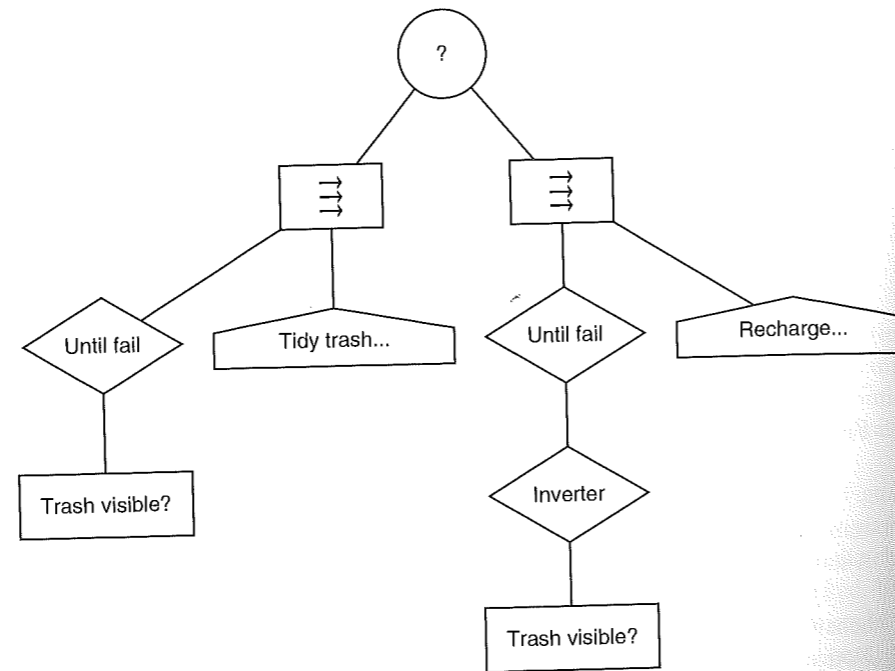 ?
Until fail
Tidy trash...
Until fail
Recharge...
Trash visible?
Inverter
Trash visible?